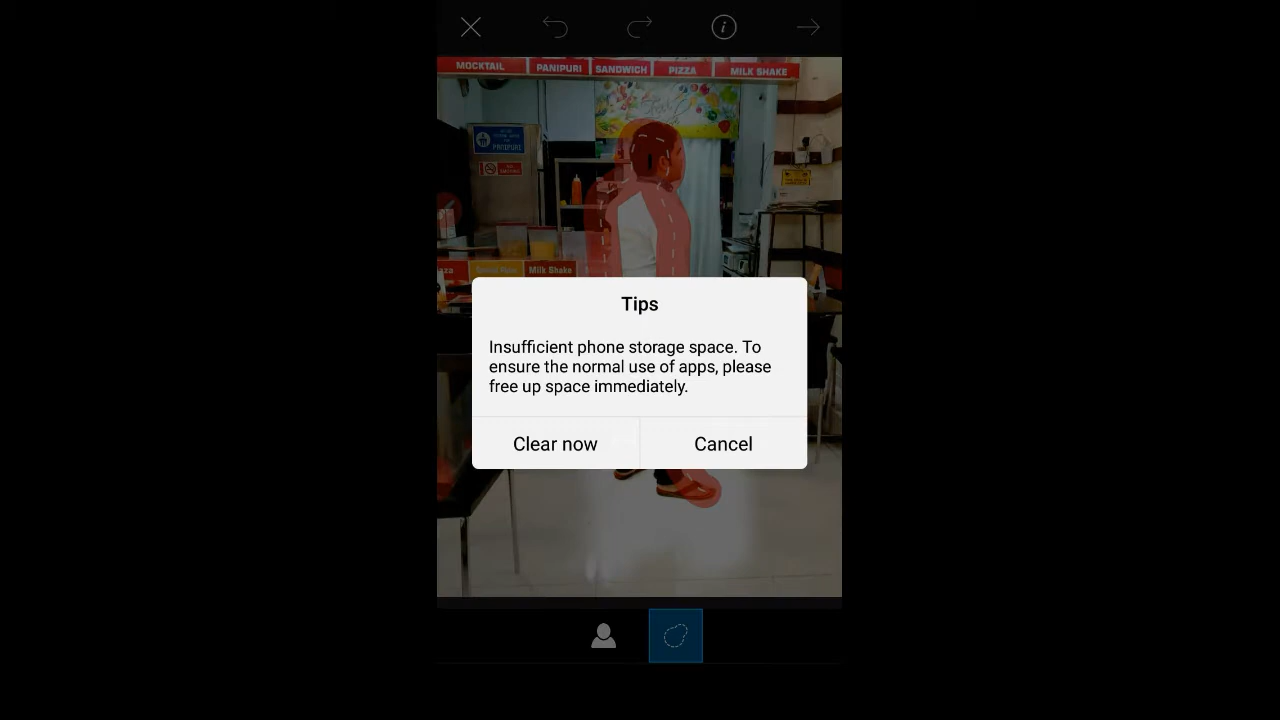 MOCKTAIL PANIPURI SANDWICH PIZZA MILK SHAKE
PANIPURI
Milk Shake
Tips
Insufficient phone storage space. To
ensure the normal use of apps, please
free up space immediately.
Clear now Cancel